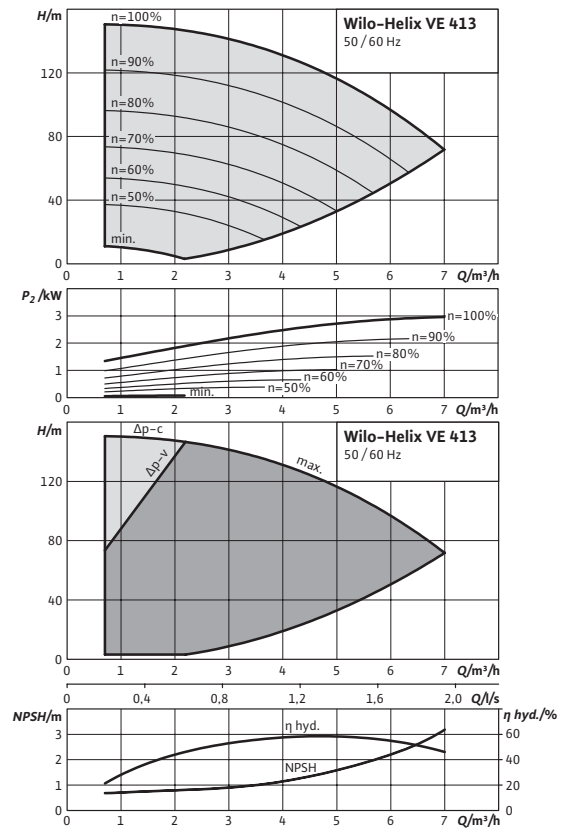 H/m
n=100%
Wilo-Helix VE 413
50/60 Hz
n=90%
120
n=80%
80
n=70%
n=60%
40
n=50%
min.
0
0 1 2 3 4 5 6 7 Q/m³/h
P₂/kW
3
n=100%
n=90%
2
n=80%
n=70%
1
n=60%
n=50%
min.
0
0 1 2 3 4 5 6 7 Q/m³/h
H/m
Δp-c
Wilo-Helix VE 413
50/60 Hz
Δp-v
max.
120
80
40
0
0 1 2 3 4 5 6 7 Q/m³/h
0 0,4 0,8 1,2 1,6 2,0 Q/l/s
NPSH/m
η hyd./%
η hyd.
3 60
2 40
NPSH
1 20
0 0
0 1 2 3 4 5 6 7 Q/m³/h